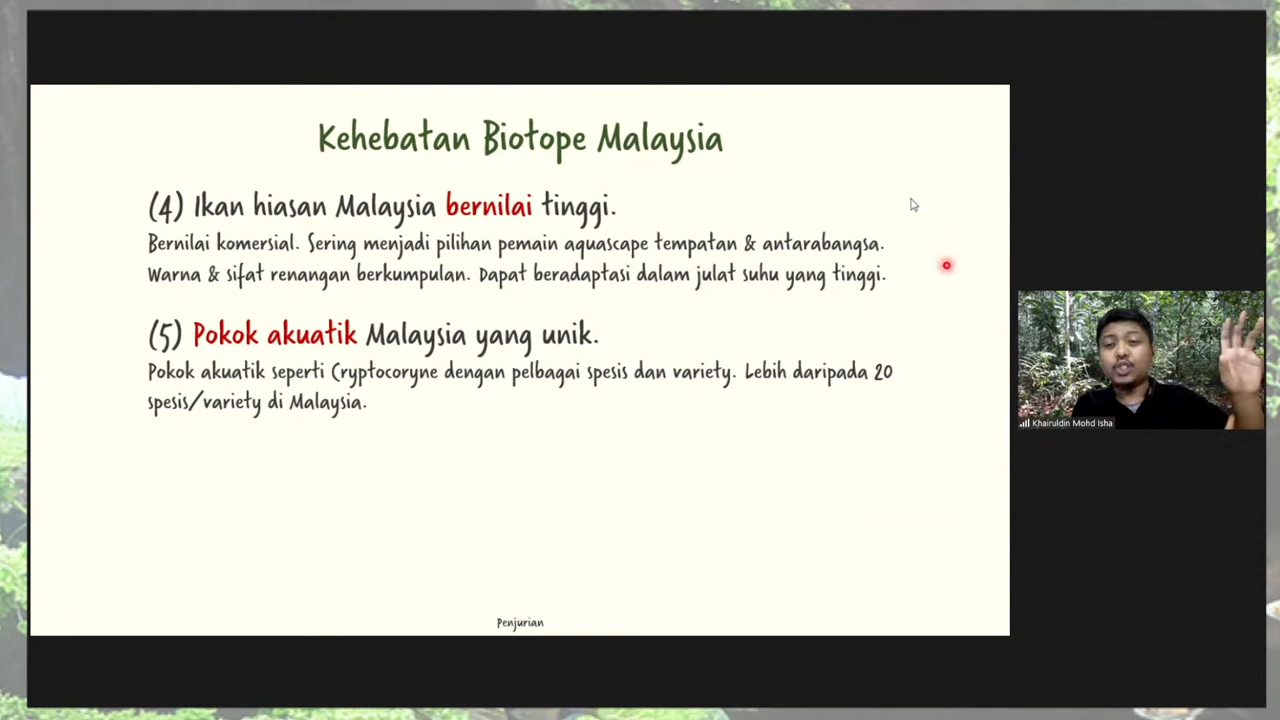 Kehebatan Biotope Malaysia
(4) Ikan hiasan Malaysia bernilai tinggi.
Bernilai komersial. Sering menjadi pilihan pemain aquascape tempatan & antarabangsa.
Warna & sifat renangan berkumpulan. Dapat beradaptasi dalam julat suhu yang tinggi.
(5) Pokok akuatik Malaysia yang unik.
Pokok akuatik seperti Cryptocoryne dengan pelbagai spesis dan variety. Lebih daripada 20
spesis/variety di Malaysia.
Penjurian
Khairuldin Mohd Isha